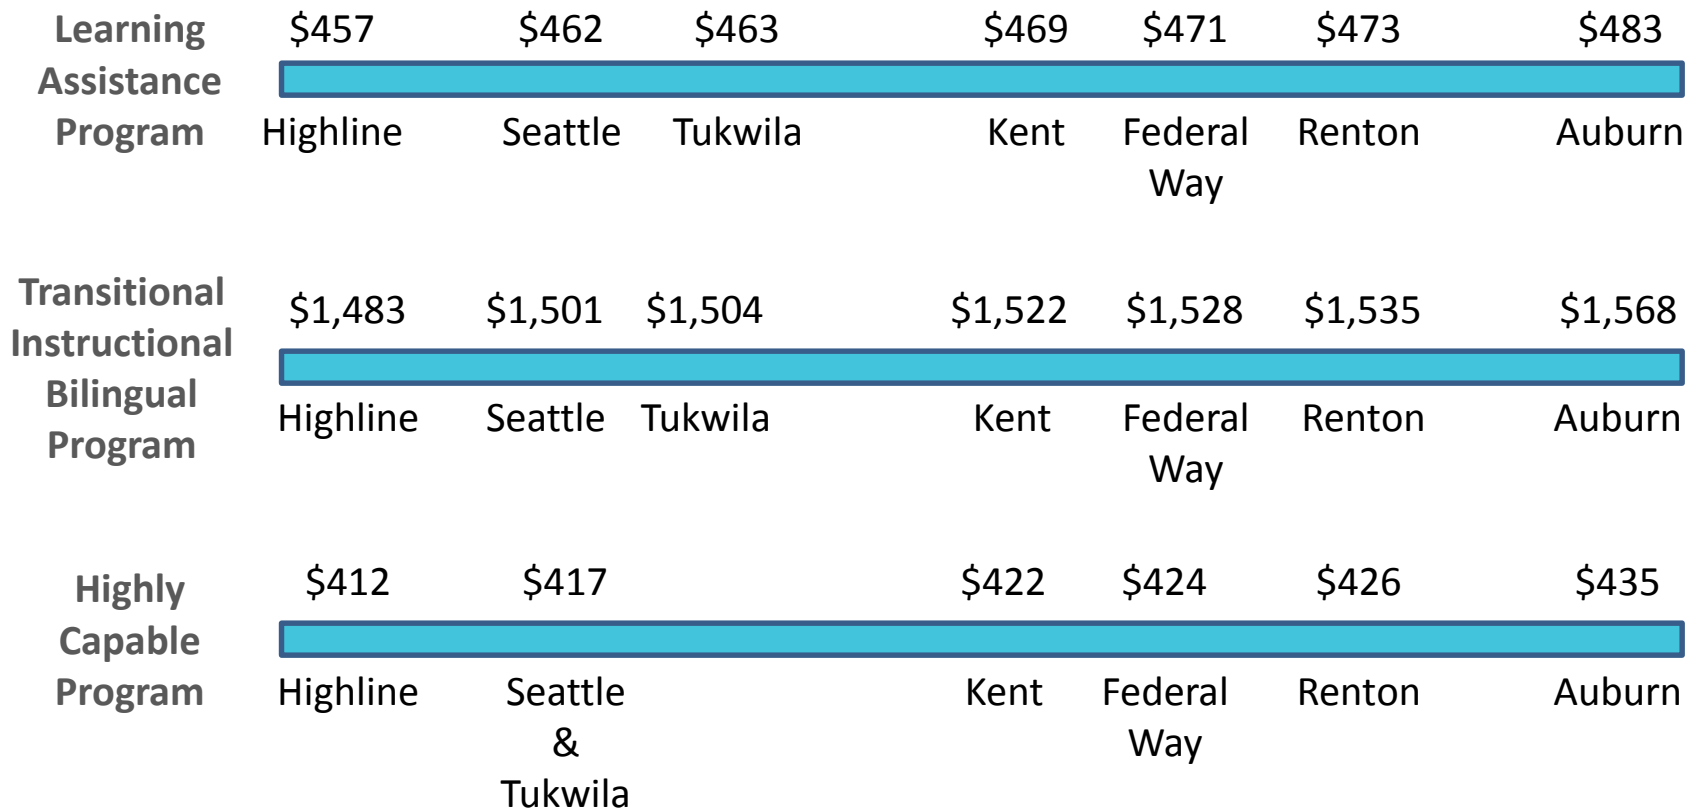 Learning
Assistance
Program
$457 $462 $463 $469 $471 $473 $483
Highline Seattle Tukwila Kent Federal Renton Auburn
Way
Transitional
Instructional
Bilingual
Program
$1,483 $1,501 $1,504 $1,522 $1,528 $1,535 $1,568
Highline Seattle Tukwila Kent Federal Renton Auburn
Way
Highly
Capable
Program
$412 $417 $422 $424 $426 $435
Highline Seattle Kent Federal Renton Auburn
& Way
Tukwila